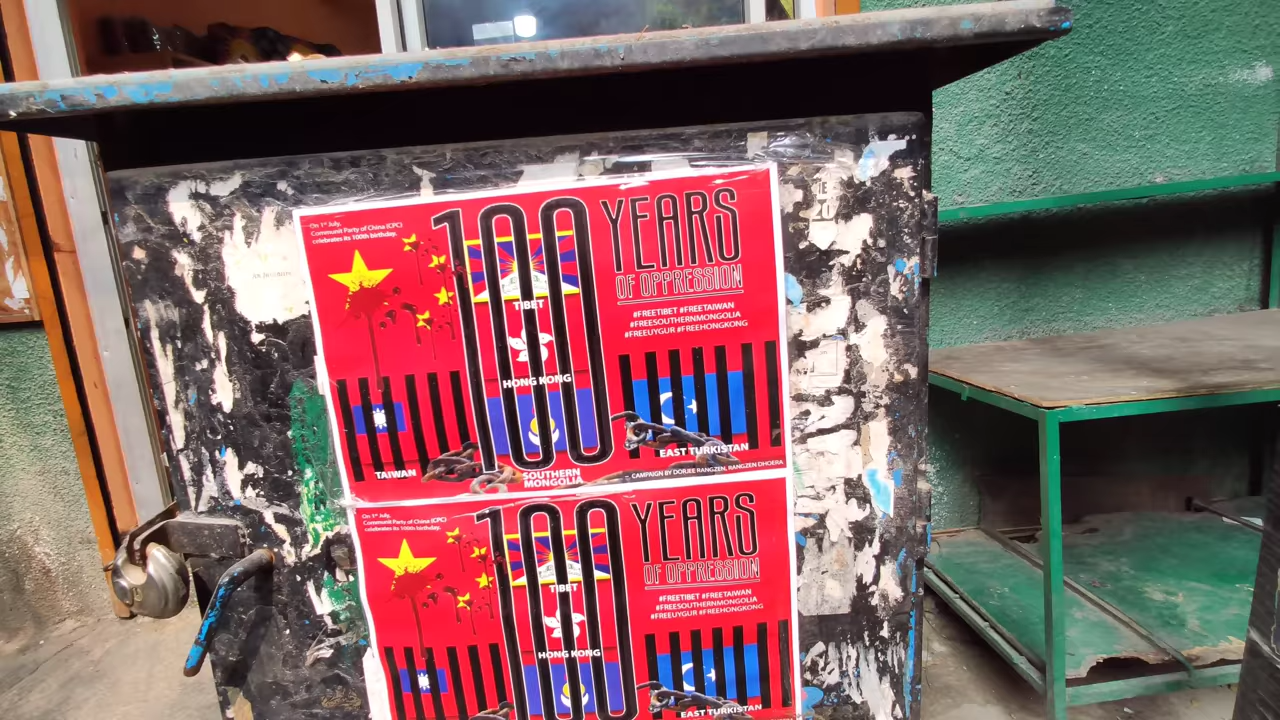 On 1st July,
Communit Party of China (CPC)
celebrates its 100th birthday.
100 YEARS
OF OPPRESSION
TIBET
#FREETIBET #FREETAIWAN
#FREESOUTHERNMONGOLIA
#FREEUYGUR #FREEHONGKONG
HONG KONG
TAIWAN
SOUTHERN
MONGOLIA
EAST TURKISTAN
CAMPAIGN BY DORJEE RANGZEN, RANGZEN DHOERA
On 1st July,
Communit Party of China (CPC)
celebrates its 100th birthday.
100 YEARS
OF OPPRESSION
TIBET
#FREETIBET #FREETAIWAN
#FREESOUTHERNMONGOLIA
#FREEUYGUR #FREEHONGKONG
HONG KONG
EAST TURKISTAN